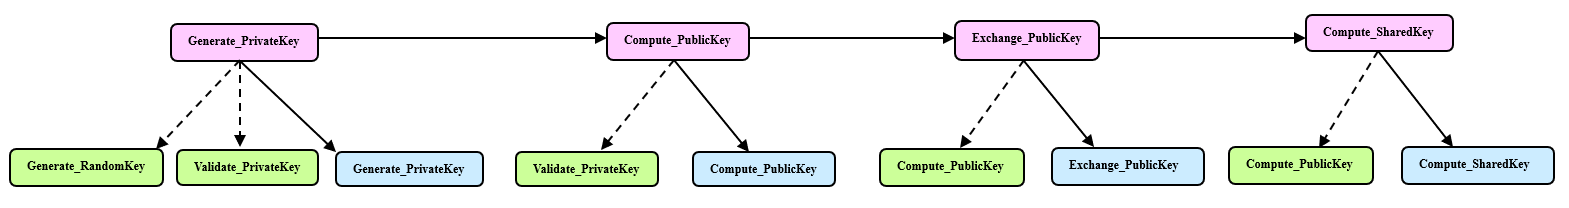 Generate_PrivateKey
Compute_PublicKey
Exchange_PublicKey
Compute_SharedKey
Generate_RandomKey
Validate_PrivateKey
Generate_PrivateKey
Validate_PrivateKey
Compute_PublicKey
Compute_PublicKey
Exchange_PublicKey
Compute_PublicKey
Compute_SharedKey